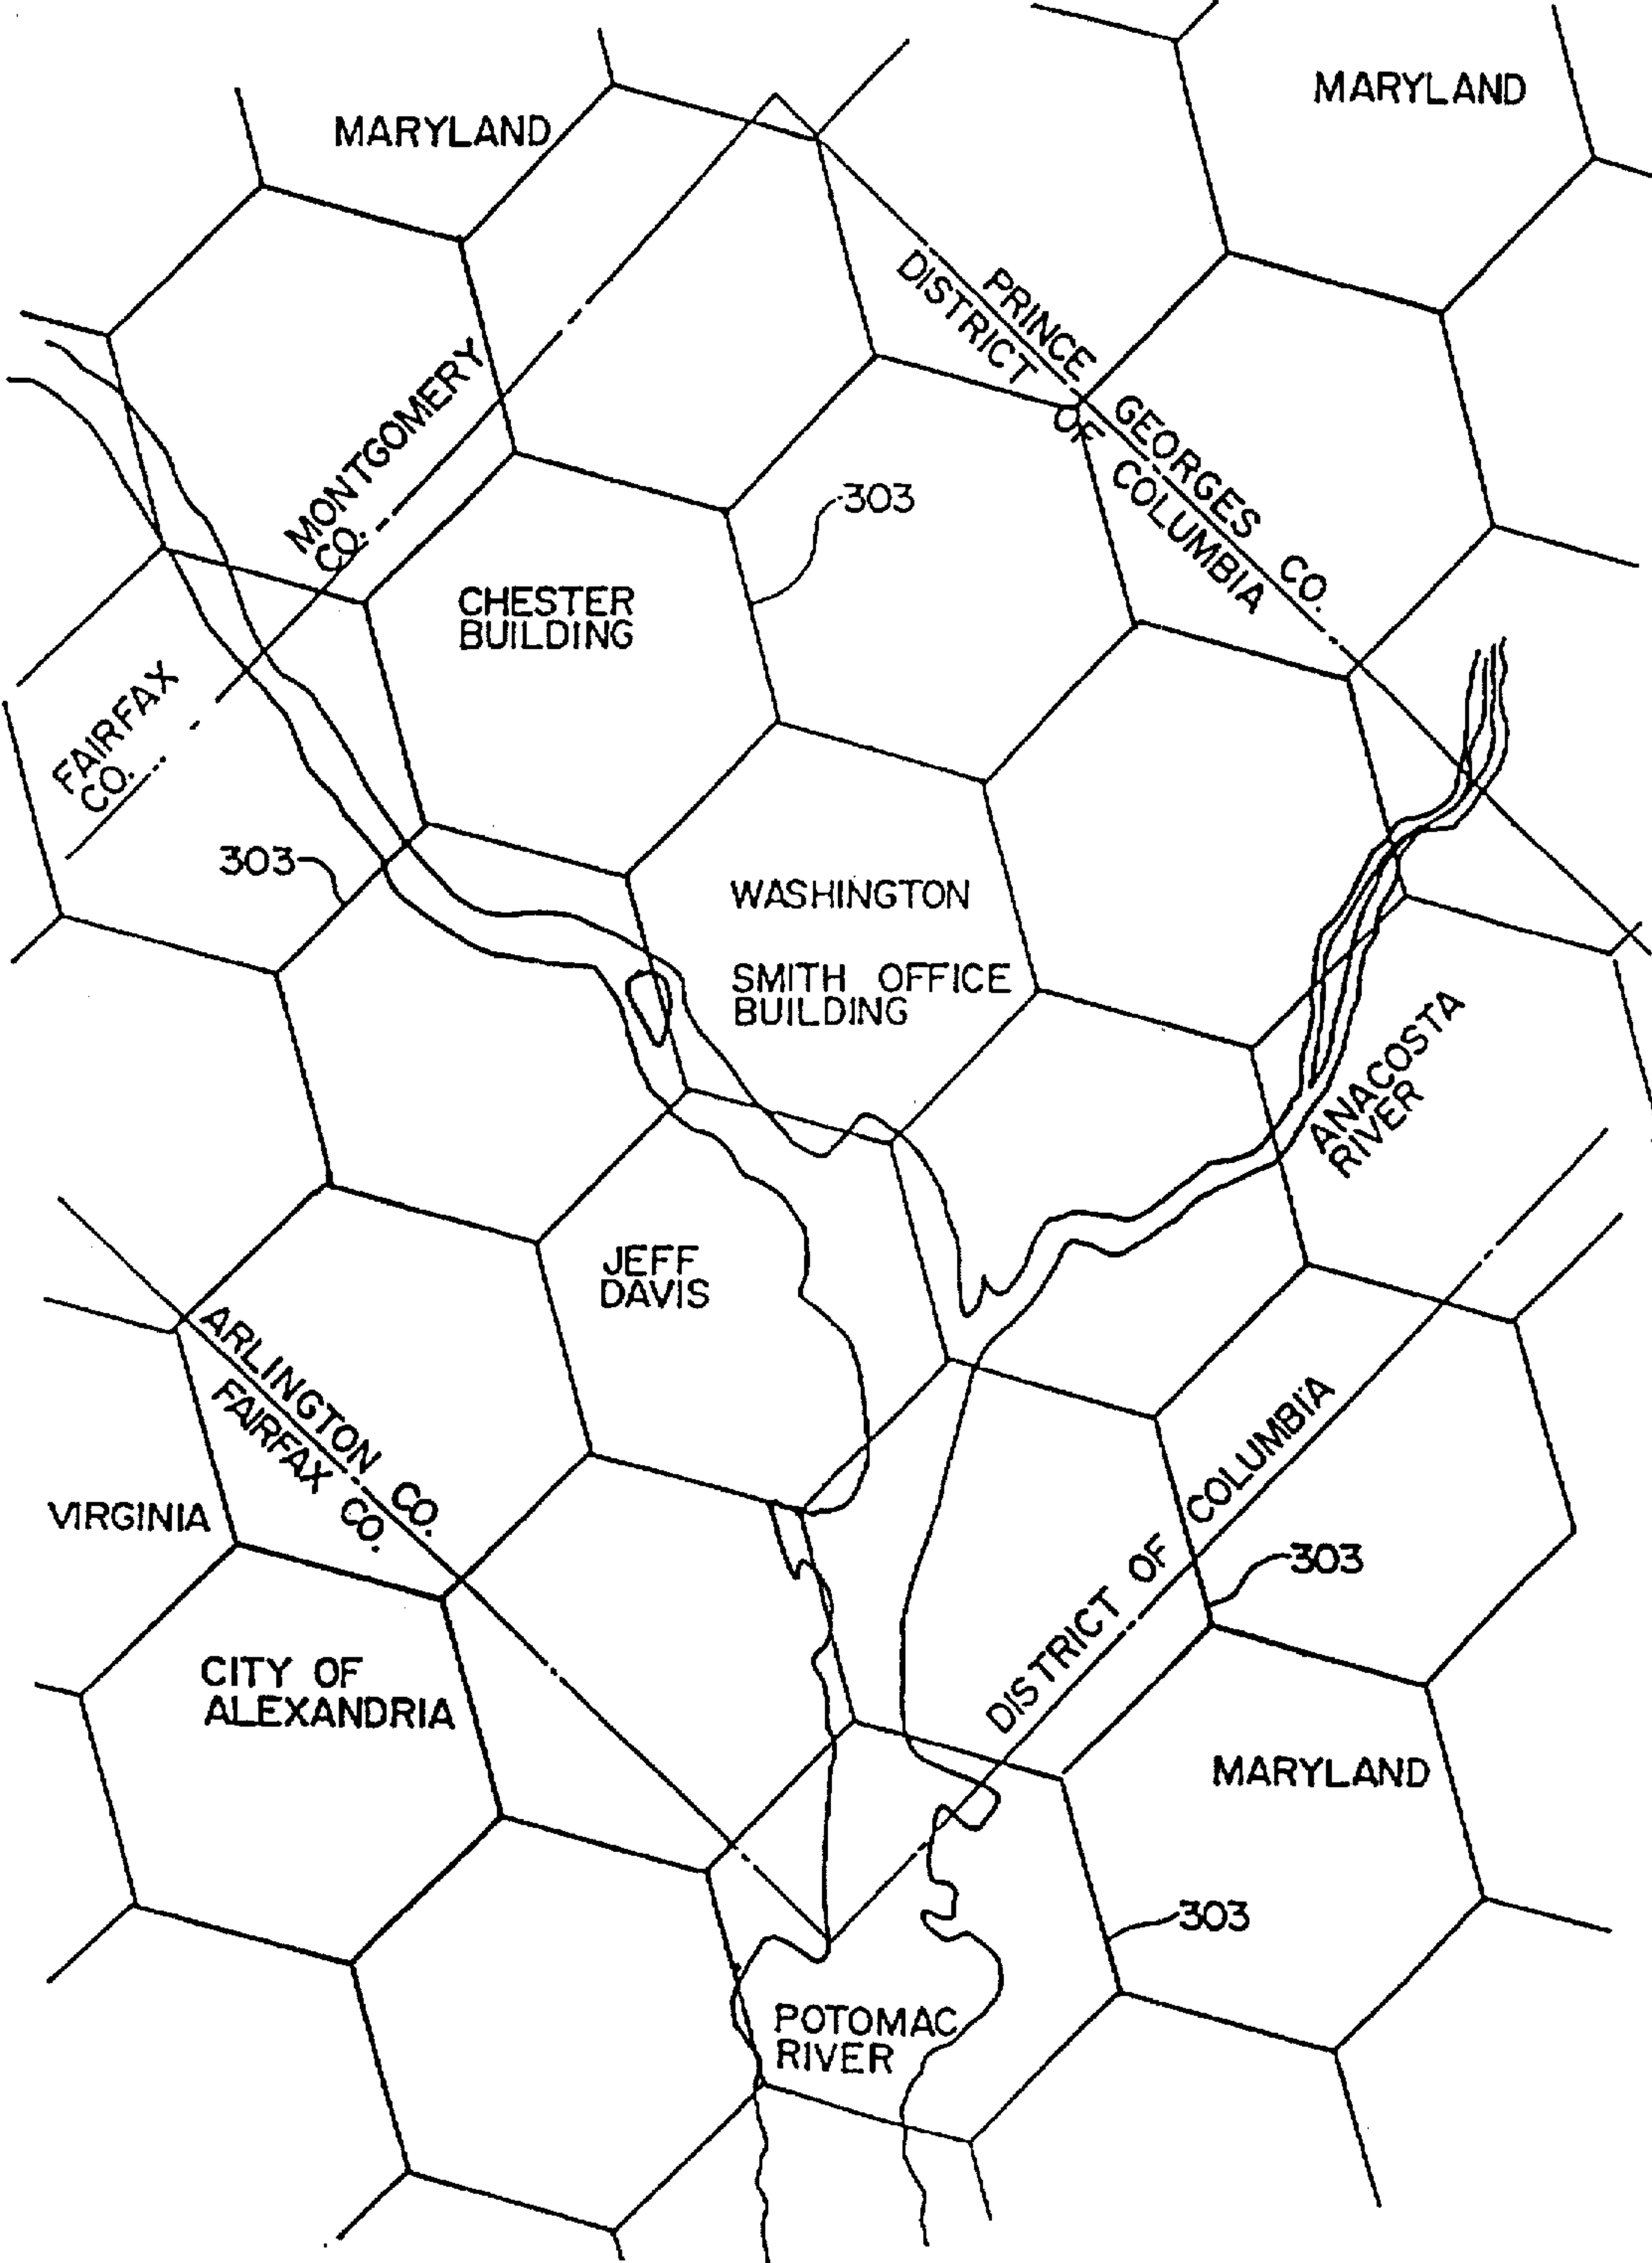 MARYLAND
MARYLAND
PRINCE GEORGES CO.
DISTRICT OF COLUMBIA
MONTGOMERY
CO.
303
CHESTER
BUILDING
FAIRFAX
CO.
303
WASHINGTON
SMITH OFFICE
BUILDING
ANACOSTA
RIVER
JEFF
DAVIS
ARLINGTON CO.
FAIRFAX CO.
VIRGINIA
DISTRICT OF COLUMBIA
303
CITY OF
ALEXANDRIA
MARYLAND
303
POTOMAC
RIVER